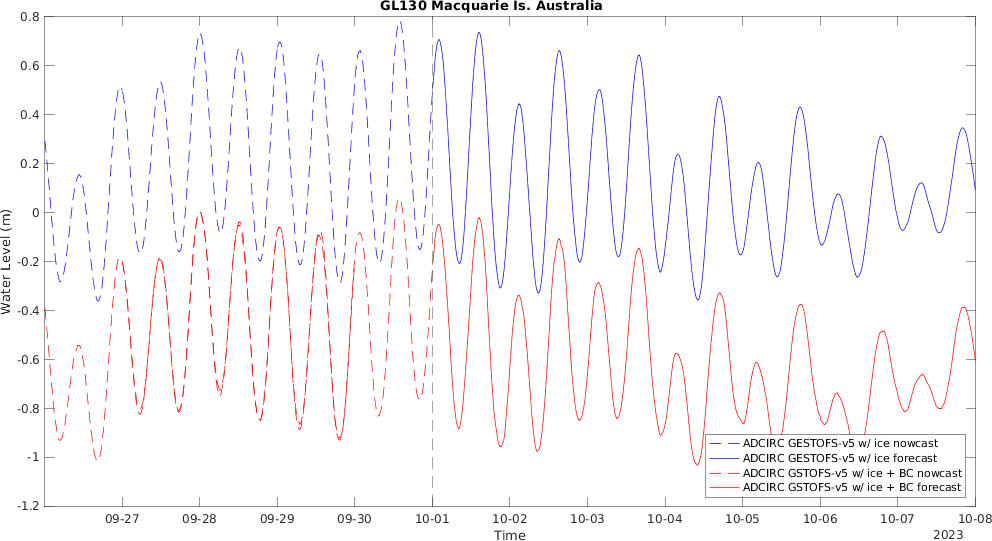 GL130 Macquarie Is. Australia
Water Level (m)
0.8
0.6
0.4
0.2
0
-0.2
-0.4
-0.6
-0.8
-1
-1.2
09-27 09-28 09-29 09-30 10-01 10-02 10-03 10-04 10-05 10-06 10-07 10-08
Time
2023
ADCIRC GESTOFS-v5 w/ ice nowcast
ADCIRC GESTOFS-v5 w/ ice forecast
ADCIRC GSTOFS-v5 w/ ice + BC nowcast
ADCIRC GSTOFS-v5 w/ ice + BC forecast